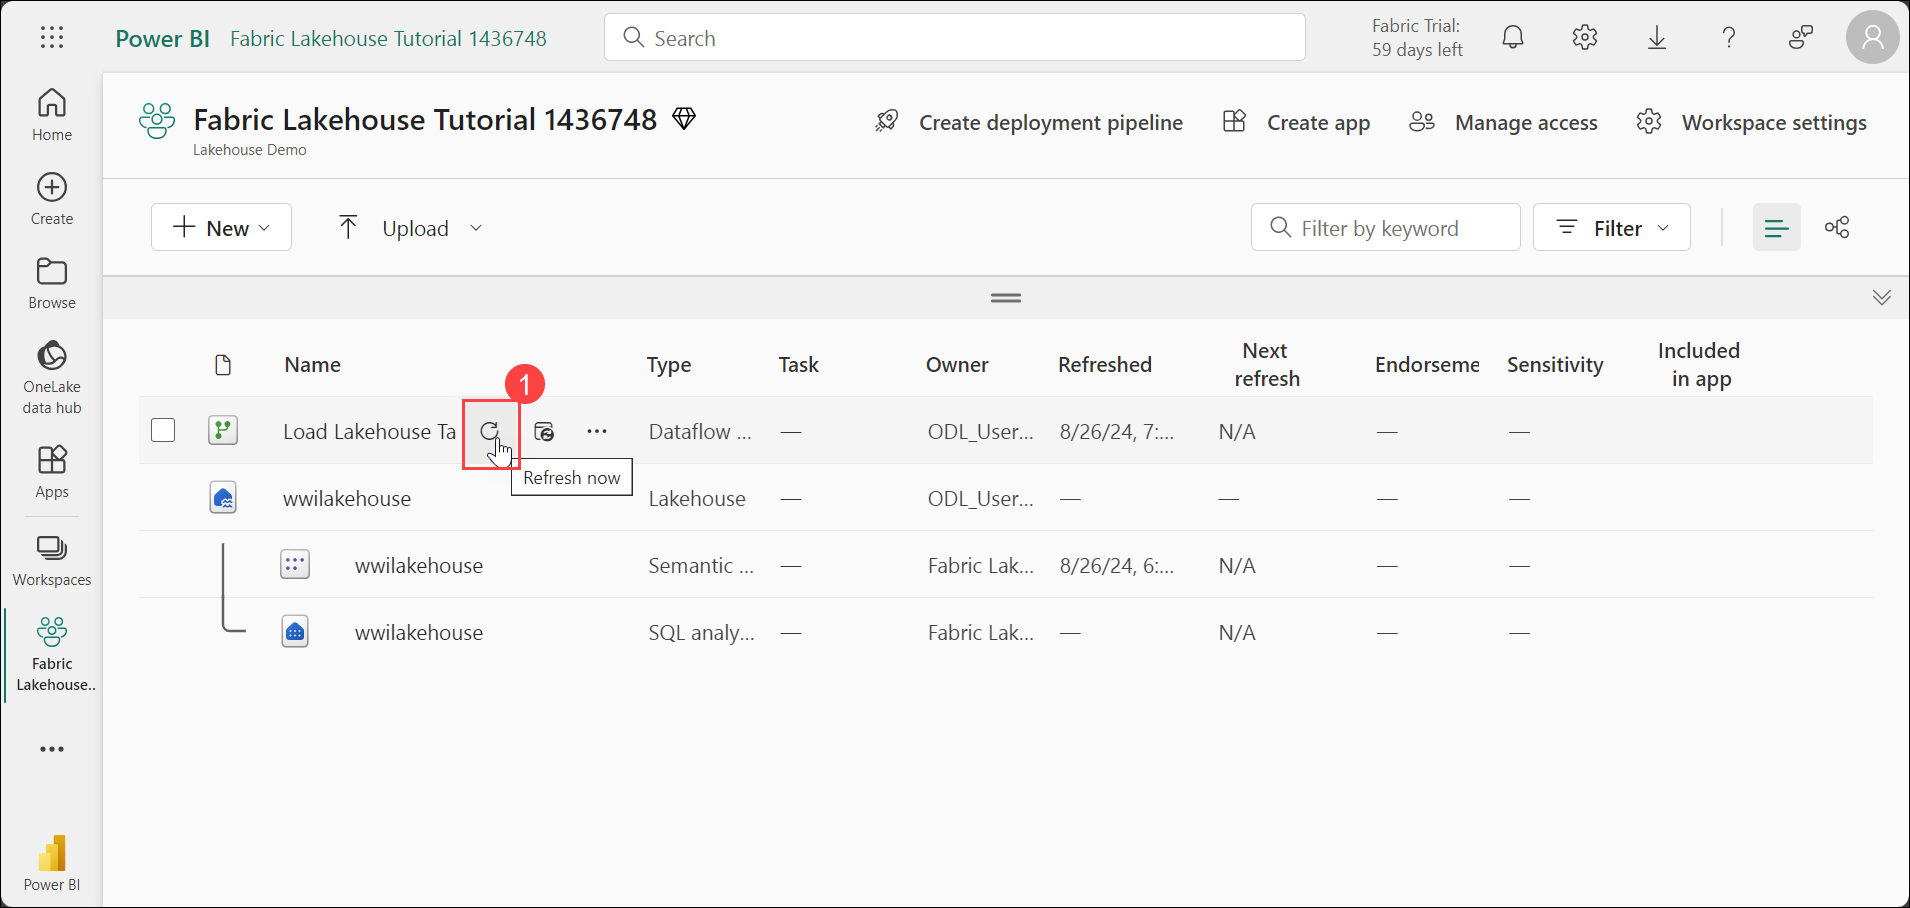 Power BI Fabric Lakehouse Tutorial 1436748
Search
Fabric Trial:
59 days left
Home
Create
Browse
OneLake
data hub
Apps
Workspaces
Fabric
Lakehouse..
Power BI
Fabric Lakehouse Tutorial 1436748
Lakehouse Demo
Create deployment pipeline
Create app
Manage access
Workspace settings
New
Upload
Filter by keyword
Filter
Name Type Task Owner Refreshed Next refresh Endorseme Sensitivity Included in app
1
Load Lakehouse Ta ... Dataflow ... — ODL_User... 8/26/24, 7:... N/A — —
Refresh now
wwilakehouse Lakehouse — ODL_User... — — — —
wwilakehouse Semantic ... — Fabric Lak... 8/26/24, 6:... N/A — —
wwilakehouse SQL analy... — Fabric Lak... — N/A — —